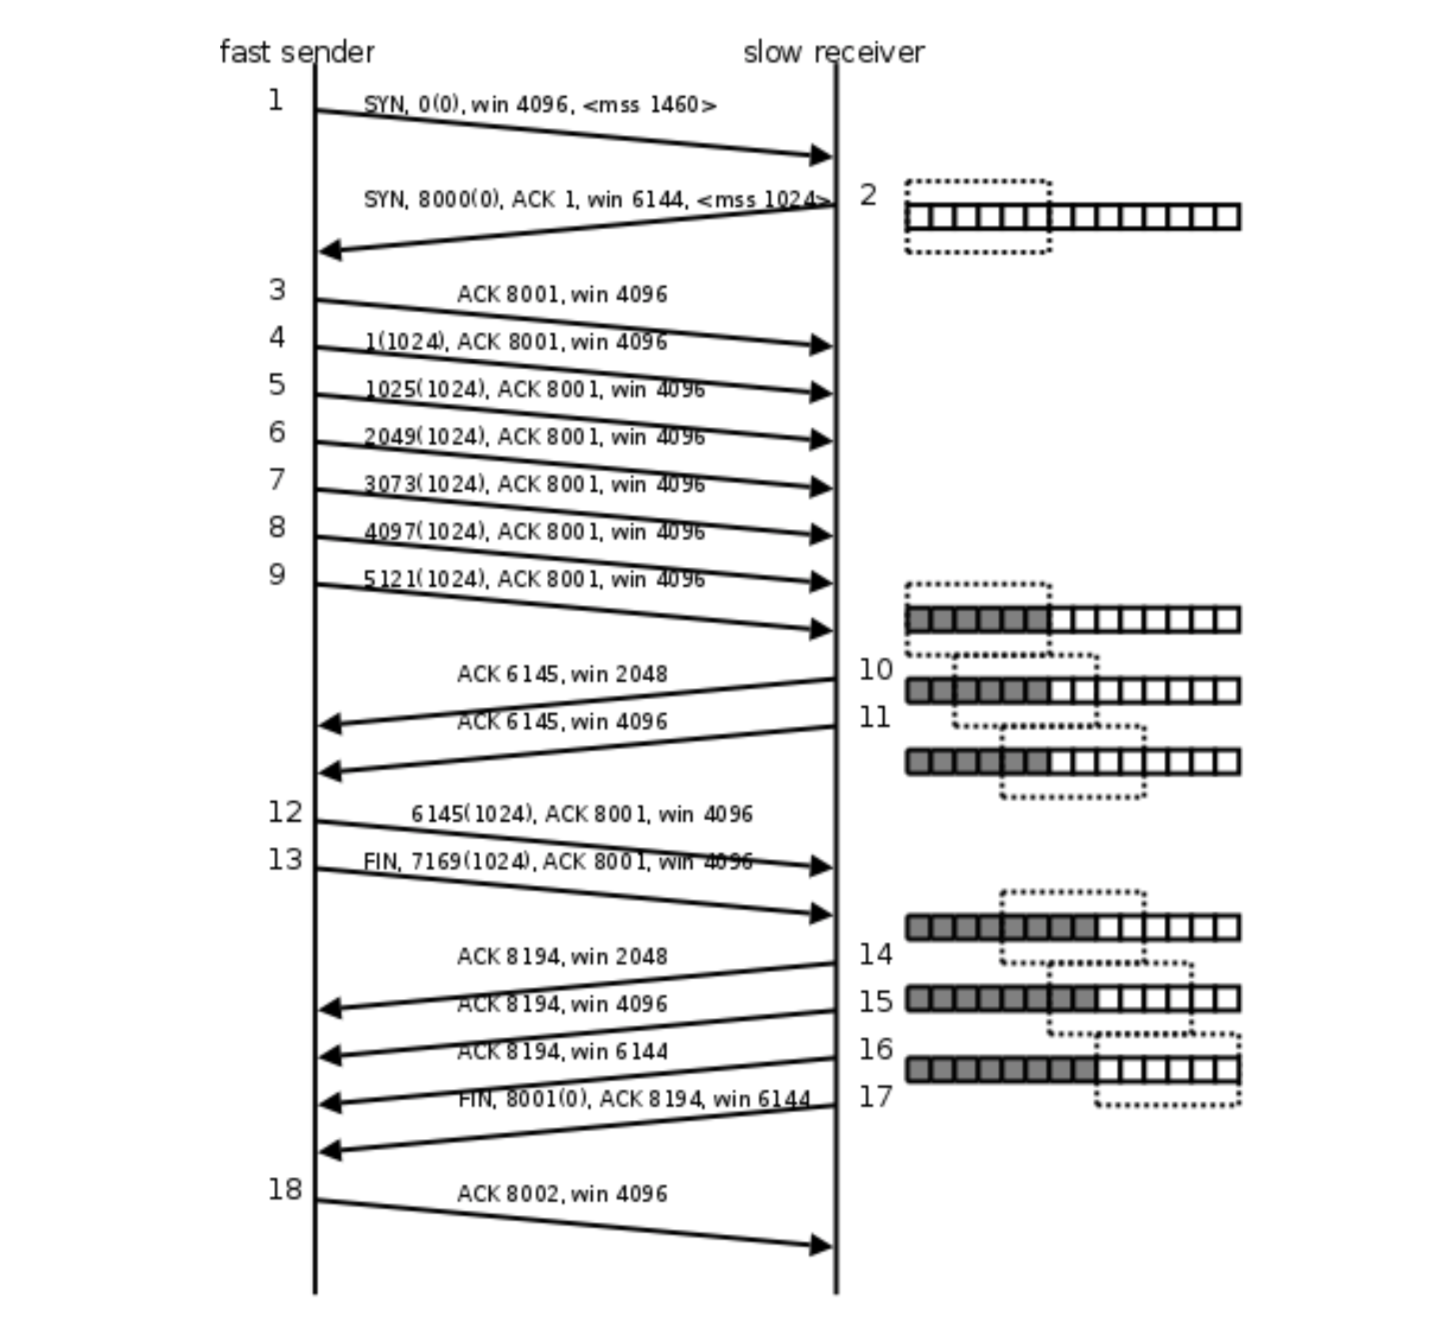 fast sender
slow receiver
1
SYN, 0(0), win 4096, <mss 1460>
SYN, 8000(0), ACK 1, win 6144, <mss 1024>
2
3
ACK 8001, win 4096
4
1(1024), ACK 8001, win 4096
5
1025(1024), ACK 8001, win 4096
6
2049(1024), ACK 8001, win 4096
7
3073(1024), ACK 8001, win 4096
8
4097(1024), ACK 8001, win 4096
9
5121(1024), ACK 8001, win 4096
ACK 6145, win 2048
10
ACK 6145, win 4096
11
12
6145(1024), ACK 8001, win 4096
13
FIN, 7169(1024), ACK 8001, win 4096
ACK 8194, win 2048
14
ACK 8194, win 4096
15
ACK 8194, win 6144
16
FIN, 8001(0), ACK 8194, win 6144
17
18
ACK 8002, win 4096